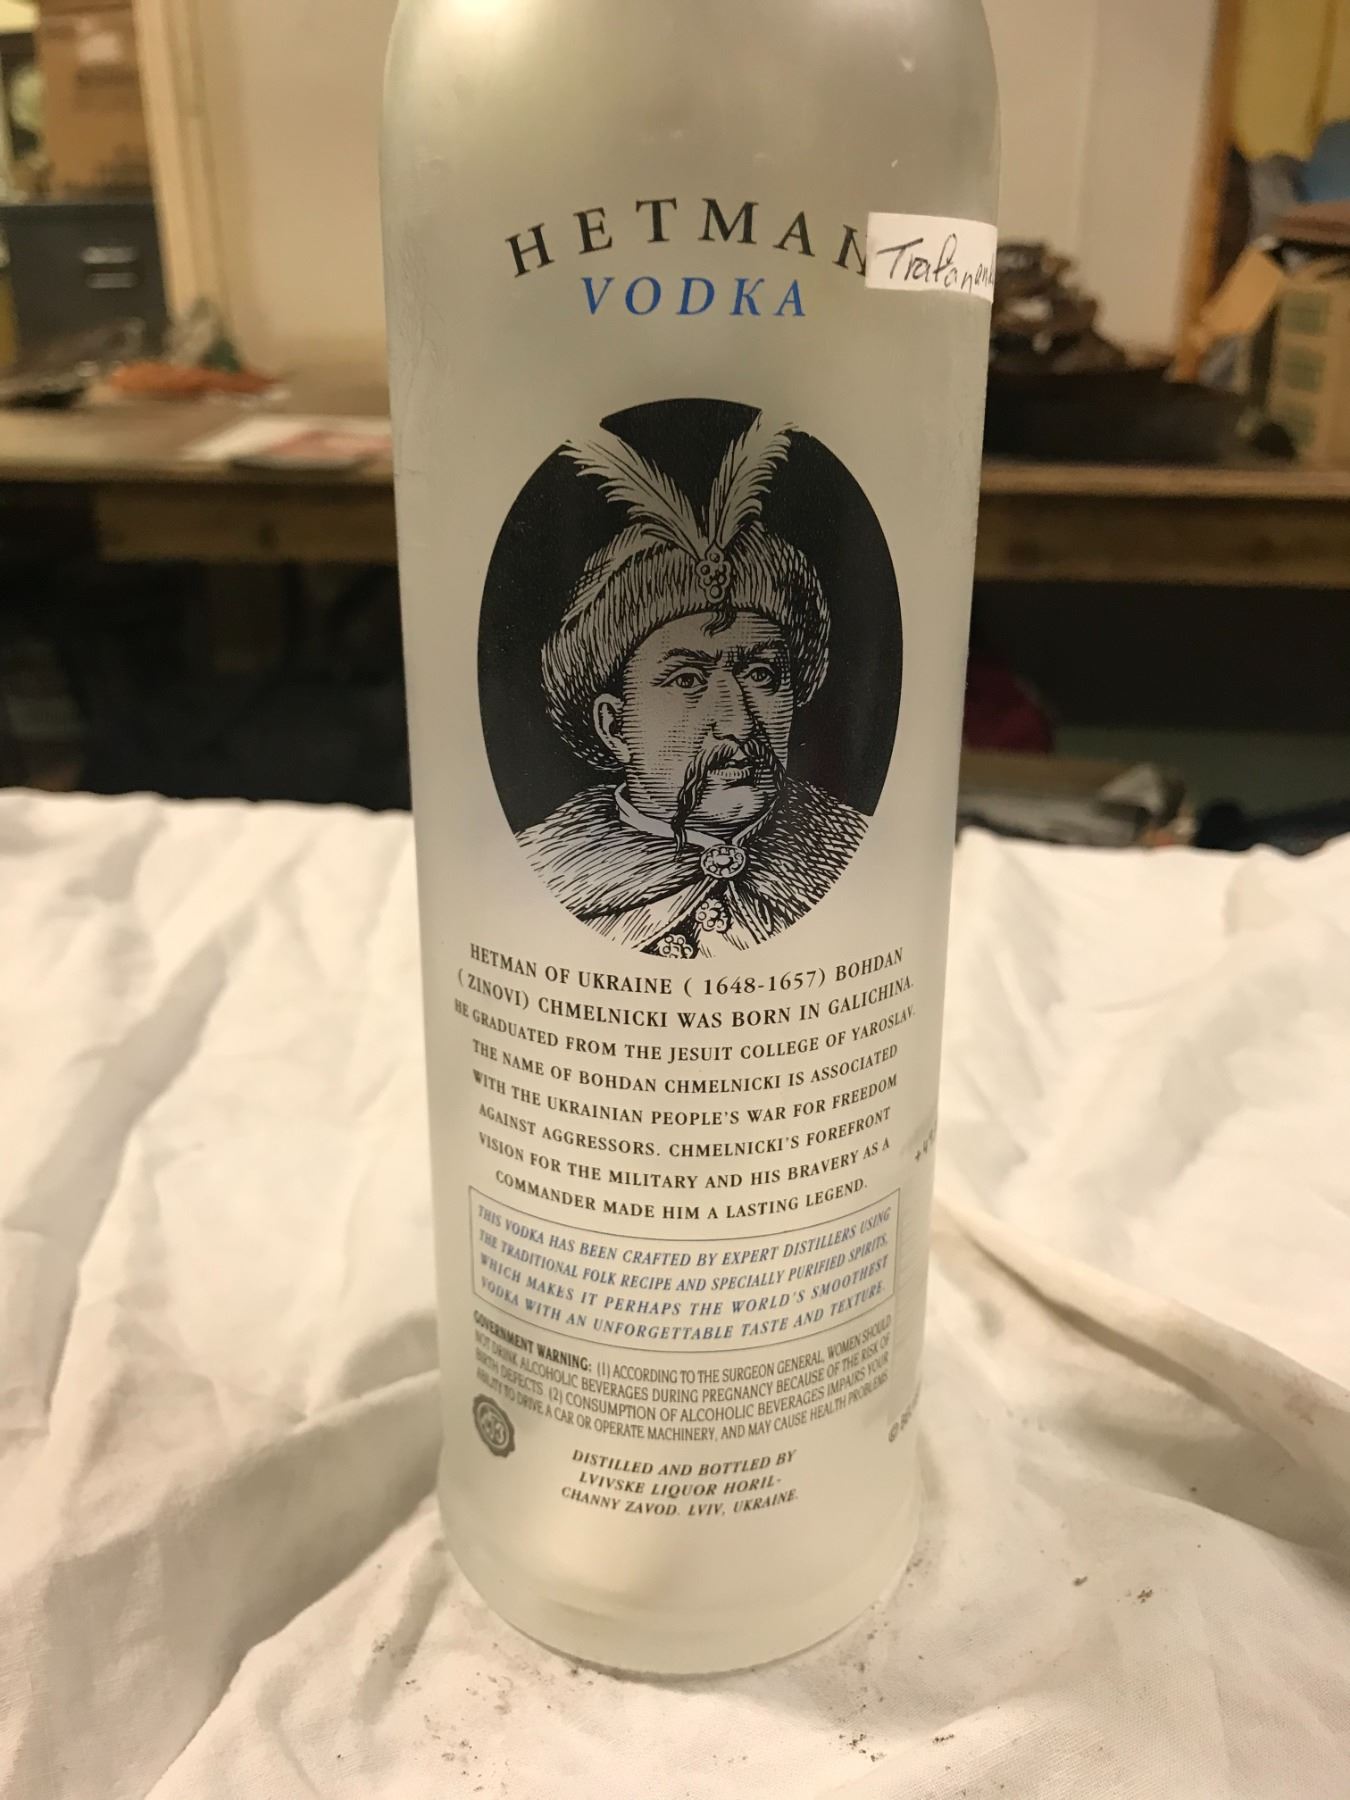 HETMAN
VODKA
HETMAN OF UKRAINE ( 1648-1657) BOHDAN
( ZINOVI) CHMELNICKI WAS BORN IN GALICHINA.
HE GRADUATED FROM THE JESUIT COLLEGE OF YAROSLAV.
THE NAME OF BOHDAN CHMELNICKI IS ASSOCIATED
WITH THE UKRAINIAN PEOPLE'S WAR FOR FREEDOM
AGAINST AGGRESSORS. CHMELNICKI'S FOREFRONT
VISION FOR THE MILITARY AND HIS BRAVERY AS A
COMMANDER MADE HIM A LASTING LEGEND.
THIS VODKA HAS BEEN CRAFTED BY EXPERT DISTILLERS USING
THE TRADITIONAL FOLK RECIPE AND SPECIALLY PURIFIED SPIRITS,
WHICH MAKES IT PERHAPS THE WORLD'S SMOOTHEST
VODKA WITH AN UNFORGETTABLE TASTE AND TEXTURE.
GOVERNMENT WARNING: (1) ACCORDING TO THE SURGEON GENERAL, WOMEN SHOULD
NOT DRINK ALCOHOLIC BEVERAGES DURING PREGNANCY BECAUSE OF THE RISK OF
BIRTH DEFECTS (2) CONSUMPTION OF ALCOHOLIC BEVERAGES IMPAIRS YOUR
ABILITY TO DRIVE A CAR OR OPERATE MACHINERY, AND MAY CAUSE HEALTH PROBLEMS
DISTILLED AND BOTTLED BY
LVIVSKE LIQUOR HORIL-
CHANNY ZAVOD. LVIV, UKRAINE.